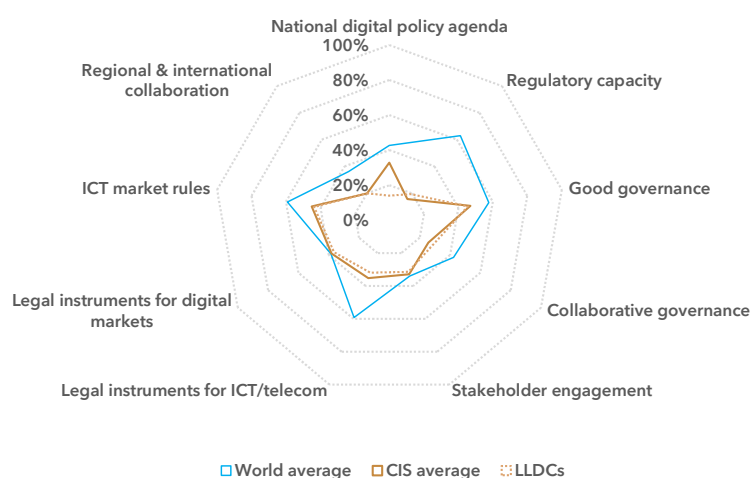 National digital policy agenda
100%
Regional & international
collaboration
80%
Regulatory capacity
60%
40%
ICT market rules
20%
Good governance
0%
Legal instruments for digital
markets
Collaborative governance
Legal instruments for ICT/telecom
Stakeholder engagement
World average CIS average LLDCs